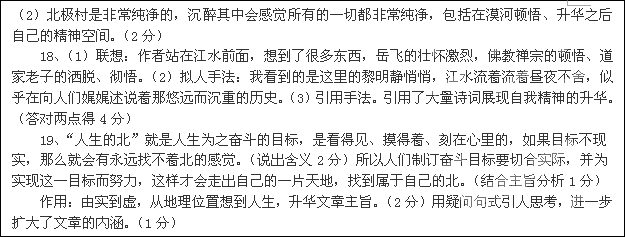 （2）北极村是非常纯净的，沉醉其中会感觉所有的一切都非常纯净，包括在漠河顿悟、升华之后
自己的精神空间。（2分）
18、（1）联想：作者站在江水前面，想到了很多东西，岳飞的壮怀激烈，佛教禅宗的顿悟、道
家老子的洒脱、彻悟。（2）拟人手法：我看到的是这里的黎明静悄悄，江水流着流着昼夜不舍，似
乎在向人们娓娓述说着那悠远而沉重的历史。（3）引用手法。引用了大量诗词展现自我精神的升华。
（答对两点得4分）
19、“人生的北”就是人生为之奋斗的目标，是看得见、摸得着、刻在心里的，如果目标不现
实，那么就会有永远找不着北的感觉。（说出含义2分）所以人们制订奋斗目标要切合实际，并为
实现这一目标而努力，这样才会走出自己的一片天地，找到属于自己的北。（结合主旨分析1分）
作用：由实到虚，从地理位置想到人生，升华文章主旨。（2分）用疑问句式引人思考，进一步
扩大了文章的内涵。（1分）